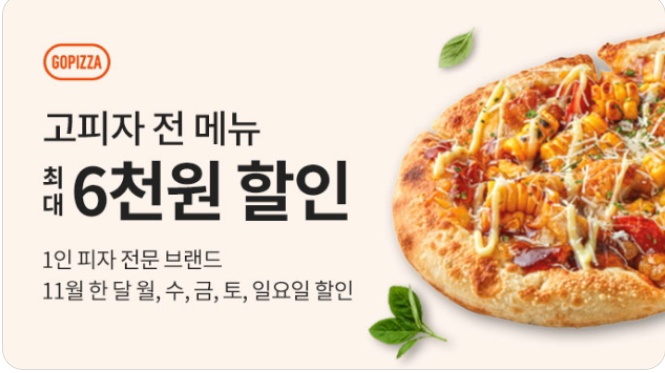 GOPIZZA
고피자 전 메뉴
최대 6천원 할인
1인 피자 전문 브랜드
11월 한 달 월, 수, 금, 토, 일요일 할인